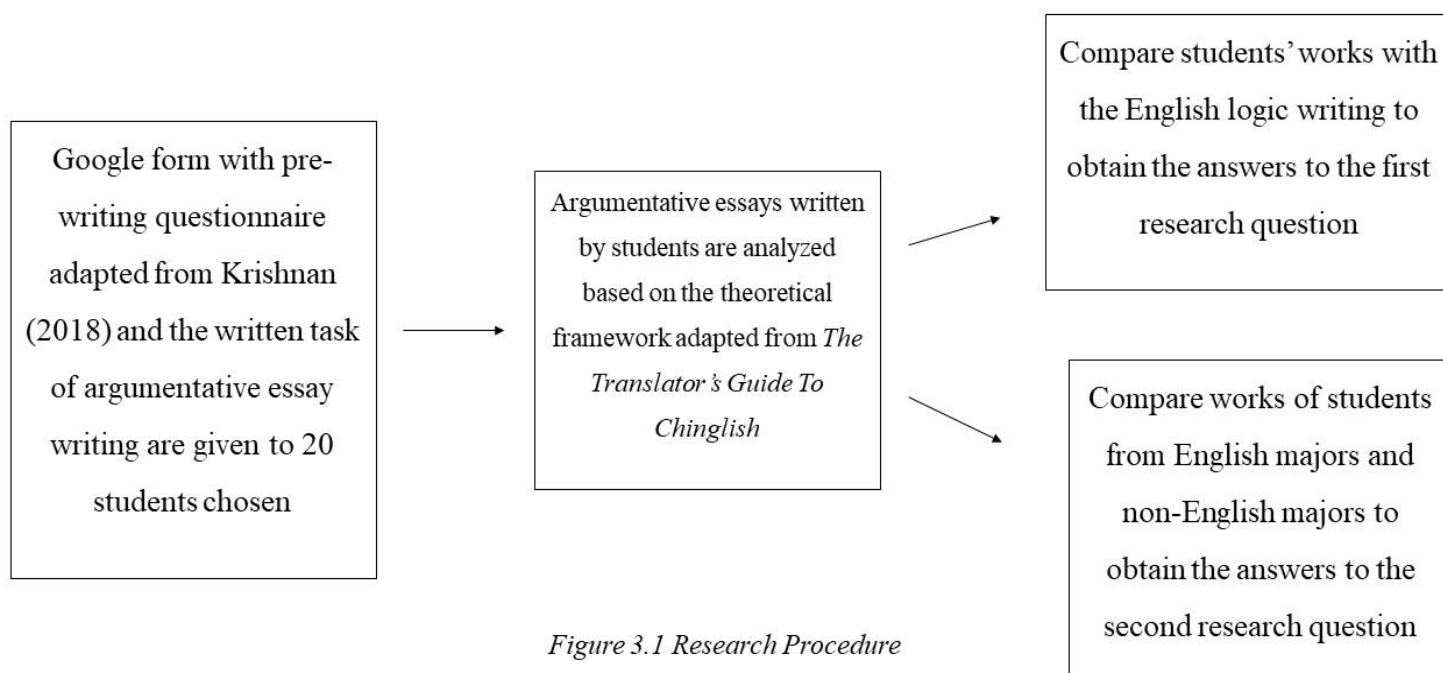 Google form with pre-
writing questionnaire
adapted from Krishnan
(2018) and the written task
of argumentative essay
writing are given to 20
students chosen
Argumentative essays written
by students are analyzed
based on the theoretical
framework adapted from The
Translator’s Guide To
Chinglish
Compare students’ works with
the English logic writing to
obtain the answers to the first
research question
Compare works of students
from English majors and
non-English majors to
obtain the answers to the
second research question
Figure 3.1 Research Procedure